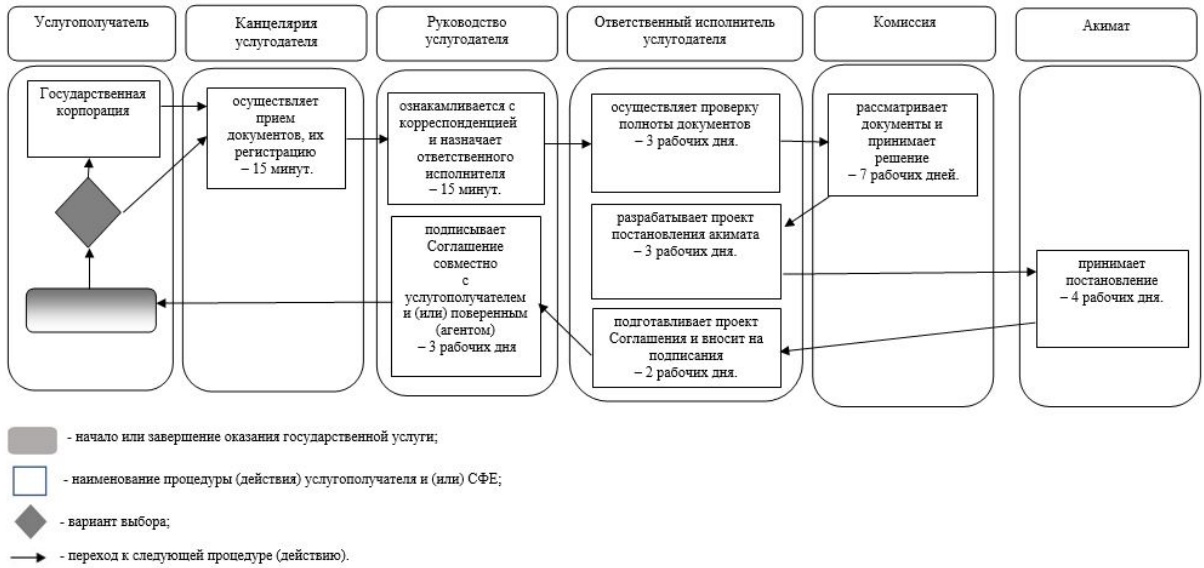 Услугополучатель
Канцелярия
услугодателя
Руководство
услугодателя
Ответственный исполнитель
услугодателя
Комиссия
Акимат
Государственная
корпорация
осуществляет
прием
документов, их
регистрацию
– 15 минут.
ознакамливается с
корреспонденцией
и назначает
ответственного
исполнителя
– 15 минут.
осуществляет проверку
полноты документов
– 3 рабочих дня.
рассматривает
документы и
принимает
решение
– 7 рабочих дней.
разрабатывает проект
постановления акимата
– 3 рабочих дня.
принимает
постановление
– 4 рабочих дня.
подготавливает проект
Соглашения и вносит на
подписания
– 2 рабочих дня.
подписывает
Соглашение
совместно
с
услугополучателем
и (или) поверенным
(агентом)
– 3 рабочих дня
- начало или завершение оказания государственной услуги;
- наименование процедуры (действия) услугополучателя и (или) СФЕ;
- вариант выбора;
- переход к следующей процедуре (действию).